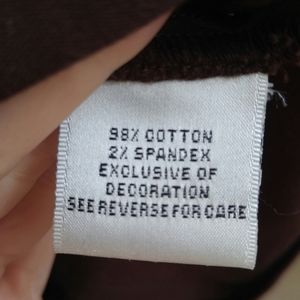 98% COTTON
2% SPANDEX
EXCLUSIVE OF
DECORATION
SEE REVERSE FOR CARE